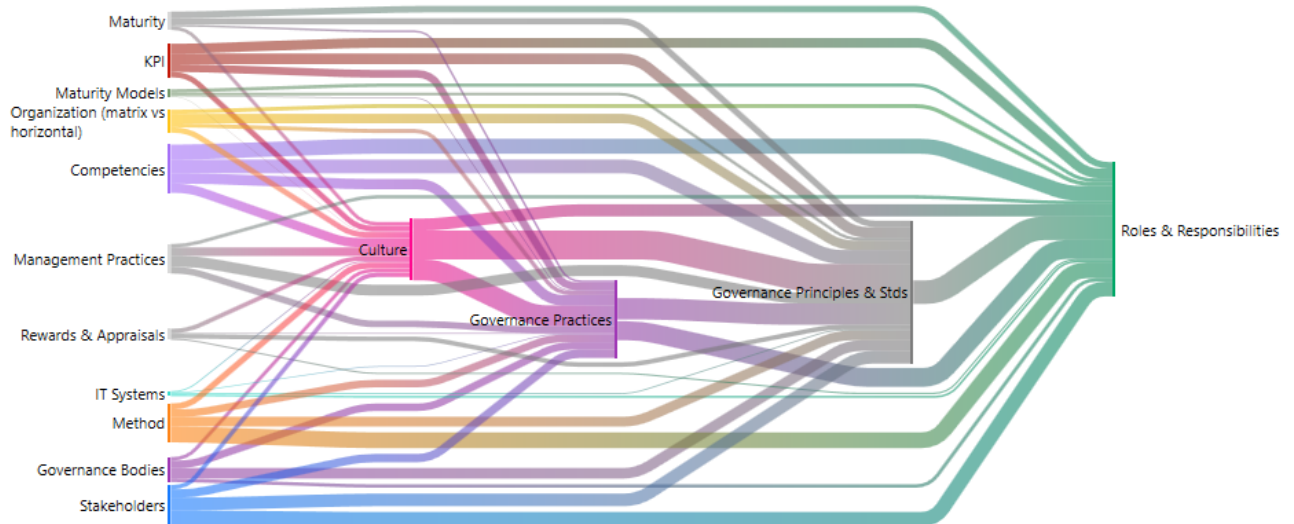 Maturity
KPI
Maturity Models
Organization (matrix vs
horizontal)
Competencies
Management Practices
Rewards & Appraisals
IT Systems
Method
Governance Bodies
Stakeholders
Culture
Governance Practices
Governance Principles & Stds
Roles & Responsibilities